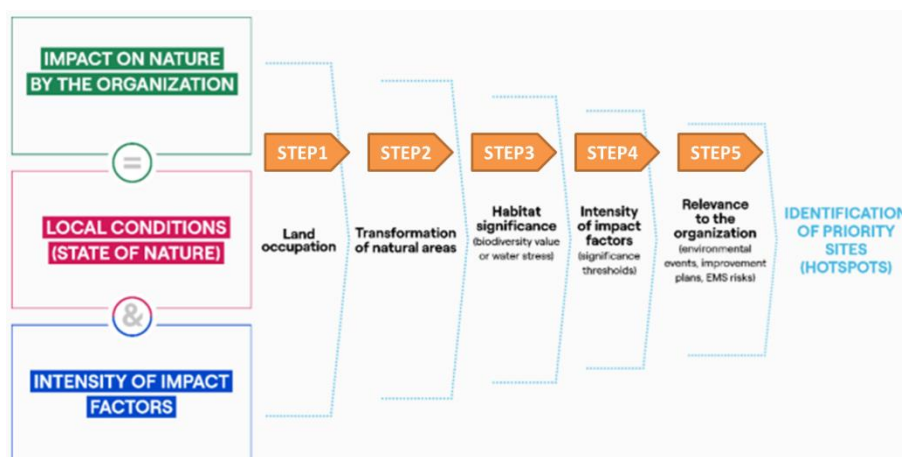 IMPACT ON NATURE
BY THE ORGANIZATION
=
LOCAL CONDITIONS
(STATE OF NATURE)
&
INTENSITY OF IMPACT
FACTORS
STEP1
Land
occupation
STEP2
Transformation
of natural areas
STEP3
Habitat
significance
(biodiversity value
or water stress)
STEP4
Intensity
of impact
factors
(significance
thresholds)
STEP5
Relevance
to the
organization
(environmental
events, improvement
plans, EMS risks)
IDENTIFICATION
OF PRIORITY
SITES
(HOTSPOTS)